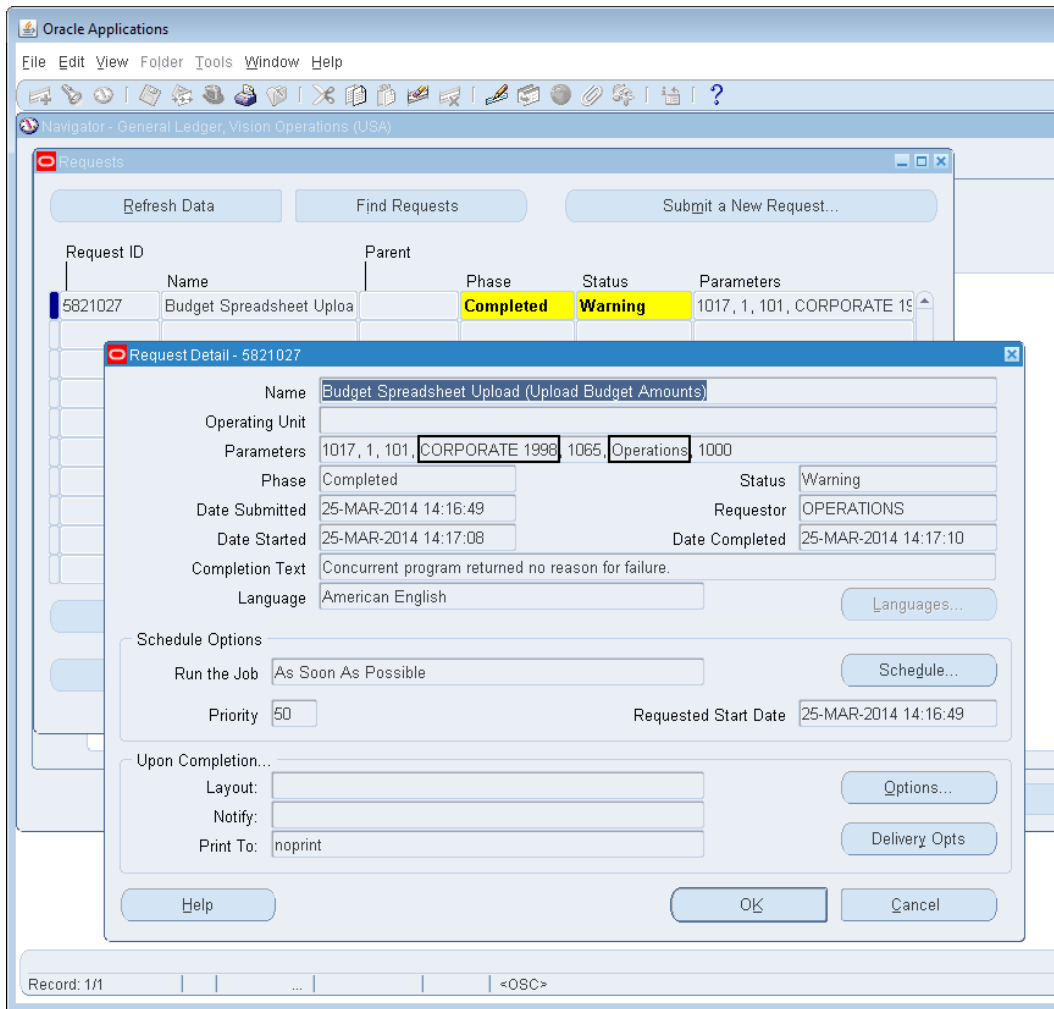 Oracle Applications
File Edit View Folder Tools Window Help
Navigator - General Ledger, Vision Operations (USA)
Requests
Refresh Data Find Requests Submit a New Request...
Request ID Parent
Name Phase Status Parameters
5821027 Budget Spreadsheet Uploa Completed Warning 1017, 1, 101, CORPORATE 19
Request Detail - 5821027
Name Budget Spreadsheet Upload (Upload Budget Amounts)
Operating Unit
Parameters 1017, 1, 101, CORPORATE 1998, 1065, Operations, 1000
Phase Completed Status Warning
Date Submitted 25-MAR-2014 14:16:49 Requestor OPERATIONS
Date Started 25-MAR-2014 14:17:08 Date Completed 25-MAR-2014 14:17:10
Completion Text Concurrent program returned no reason for failure.
Language American English Languages...
Schedule Options
Run the Job As Soon As Possible Schedule...
Priority 50 Requested Start Date 25-MAR-2014 14:16:49
Upon Completion...
Layout: Options...
Notify:
Print To: noprint Delivery Opts
Help OK Cancel
Record: 1/1 ... <OSC>